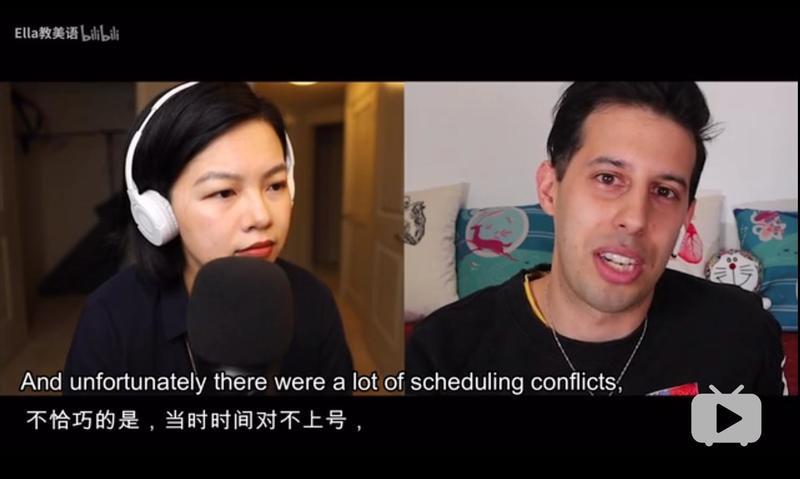 Ella教美语 bilibili
And unfortunately there were a lot of scheduling conflicts,
不恰巧的是，当时时间对不上号，